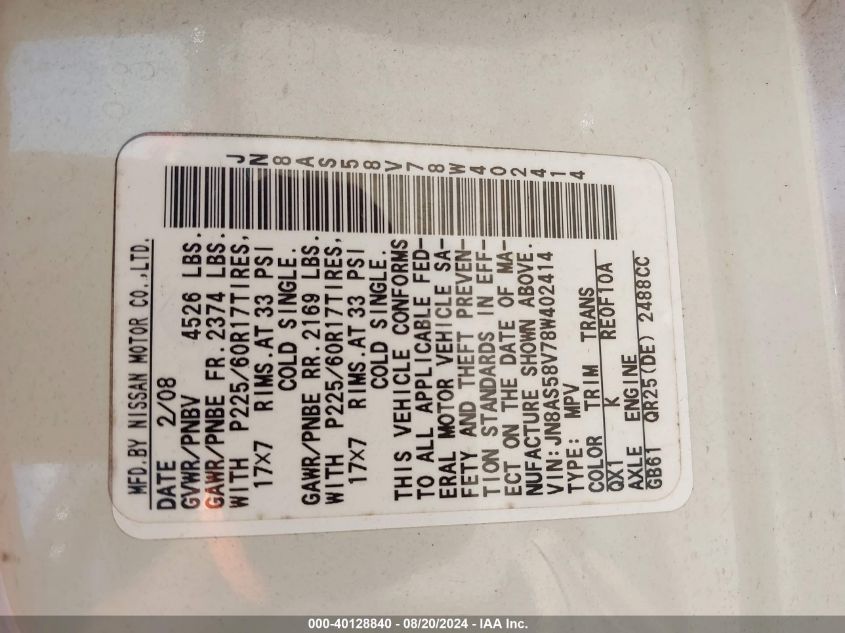 MFD.BY NISSAN MOTOR CO.,LTD.
DATE 2/08
GVWR/PNBV 4526 LBS.
GAWR/PNBE FR.2374 LBS.
WITH P225/60R17TIRES,
17X7 RIMS.AT 33 PSI
COLD SINGLE.
GAWR/PNBE RR.2169 LBS.
WITH P225/60R17TIRES,
17X7 RIMS.AT 33 PSI
COLD SINGLE.
THIS VEHICLE CONFORMS
TO ALL APPLICABLE FED-
ERAL MOTOR VEHICLE SA-
FETY AND THEFT PREVEN-
TION STANDARDS IN EFF-
ECT ON THE DATE OF MA-
NUFACTURE SHOWN ABOVE.
VIN:JN8AS58V78W402414
TYPE: MPV
COLOR TRIM TRANS
QX1 K RE0F10A
AXLE ENGINE
GB61 QR25(DE) 2488CC
JN8AS58V78W402414
000-40128840 - 08/20/2024 - IAA Inc.